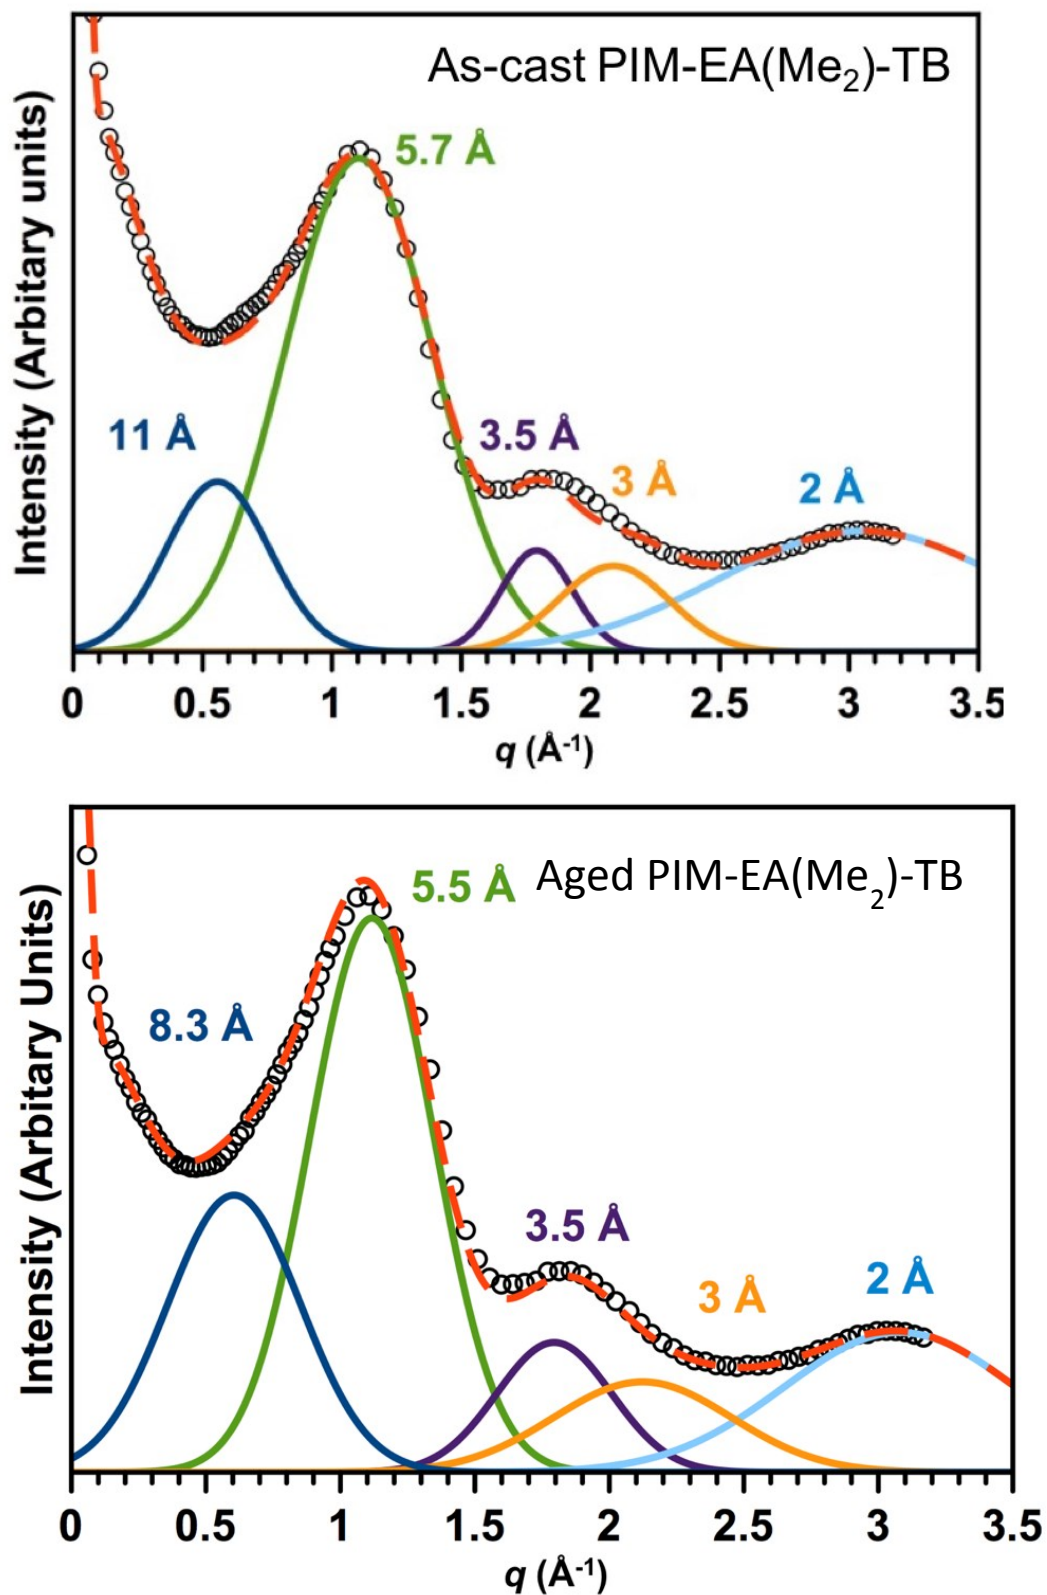 As-cast PIM-EA(Me₂)-TB
Intensity (Arbitary units)
5.7 Å
11 Å
3.5 Å
3 Å
2 Å
0 0.5 1 1.5 2 2.5 3 3.5
q (Å⁻¹)
Aged PIM-EA(Me₂)-TB
Intensity (Arbitary Units)
5.5 Å
8.3 Å
3.5 Å
3 Å
2 Å
0 0.5 1 1.5 2 2.5 3 3.5
q (Å⁻¹)